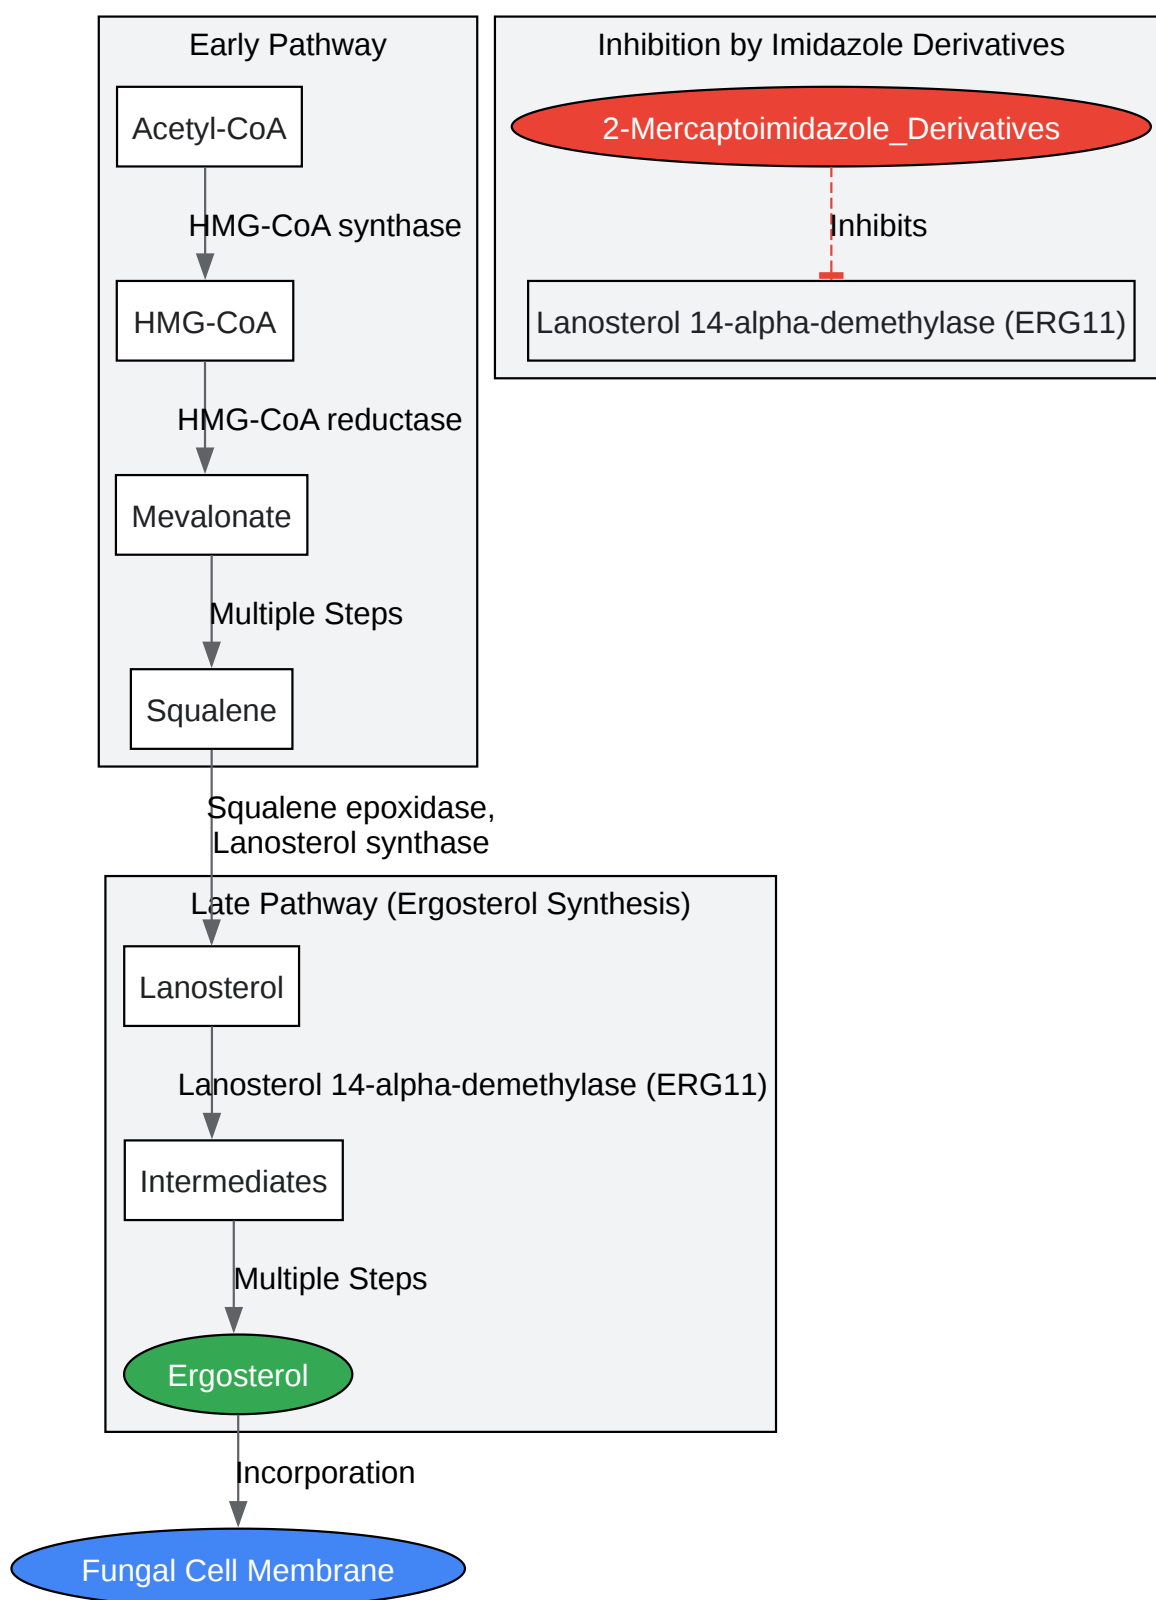 Early Pathway
Acetyl-CoA
HMG-CoA synthase
HMG-CoA
HMG-CoA reductase
Mevalonate
Multiple Steps
Squalene
Squalene epoxidase,
Lanosterol synthase
Late Pathway (Ergosterol Synthesis)
Lanosterol
Lanosterol 14-alpha-demethylase (ERG11)
Intermediates
Multiple Steps
Ergosterol
Incorporation
Fungal Cell Membrane
Inhibition by Imidazole Derivatives
2-Mercaptoimidazole_Derivatives
Inhibits
Lanosterol 14-alpha-demethylase (ERG11)